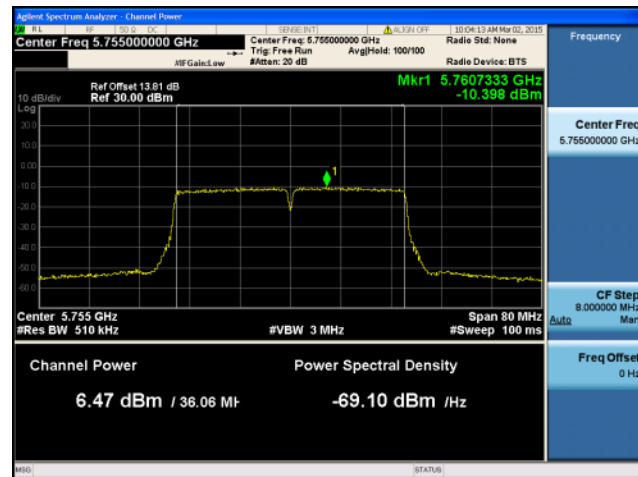 Agilent Spectrum Analyzer - Channel Power
RL RF 50 Ω DC SENSE:INT ALIGN OFF 10:04:13 AM Mar 02, 2015
Center Freq 5.755000000 GHz
Center Freq: 5.755000000 GHz Radio Std: None
Trig: Free Run Avg|Hold: 100/100
#IFGain:Low #Atten: 20 dB Radio Device: BTS
Frequency
Ref Offset 13.81 dB
Mkr1 5.7607333 GHz
10 dB/div Ref 30.00 dBm -10.398 dBm
Log
20.0
10.0
0.00
-10.0
-20.0
-30.0
-40.0
-50.0
-60.0
1
Center 5.755 GHz Span 80 MHz
#Res BW 510 kHz #VBW 3 MHz #Sweep 100 ms
Channel Power Power Spectral Density
6.47 dBm / 36.06 MH -69.10 dBm /Hz
Center Freq
5.755000000 GHz
CF Step
8.000000 MHz
Auto Man
Freq Offset
0 Hz
MSG STATUS